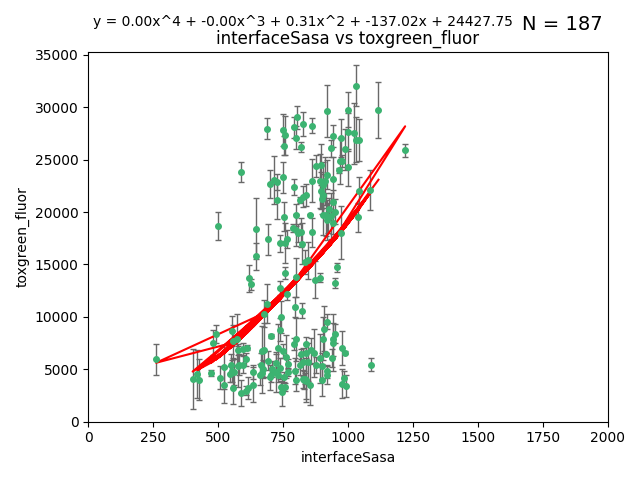 y = 0.00x^4 + -0.00x^3 + 0.31x^2 + -137.02x + 24427.75 N = 187
interfaceSasa vs toxgreen_fluor
35000
30000
25000
20000
15000
10000
5000
0
toxgreen_fluor
0 250 500 750 1000 1250 1500 1750 2000
interfaceSasa